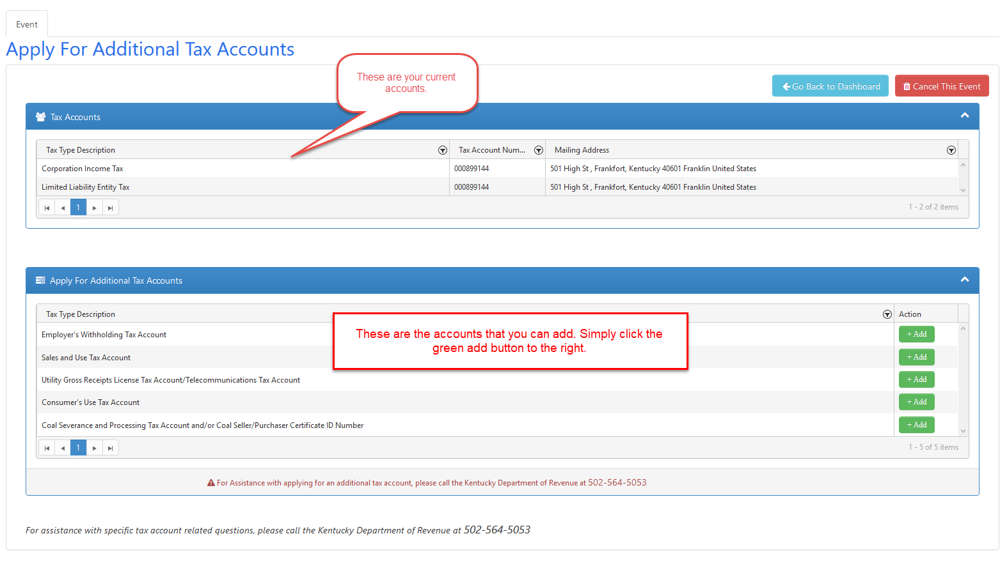 Event
Apply For Additional Tax Accounts
These are your current
accounts.
Go Back to Dashboard
Cancel This Event
Tax Accounts
Tax Type Description Tax Account Num... Mailing Address
Corporation Income Tax 000899144 501 High St , Frankfort, Kentucky 40601 Franklin United States
Limited Liability Entity Tax 000899144 501 High St , Frankfort, Kentucky 40601 Franklin United States
1 1 - 2 of 2 items
Apply For Additional Tax Accounts
Tax Type Description Action
These are the accounts that you can add. Simply click the
green add button to the right.
Employer's Withholding Tax Account + Add
Sales and Use Tax Account + Add
Utility Gross Receipts License Tax Account/Telecommunications Tax Account + Add
Consumer's Use Tax Account + Add
Coal Severance and Processing Tax Account and/or Coal Seller/Purchaser Certificate ID Number + Add
1 1 - 5 of 5 items
For Assistance with applying for an additional tax account, please call the Kentucky Department of Revenue at 502-564-5053
For assistance with specific tax account related questions, please call the Kentucky Department of Revenue at 502-564-5053